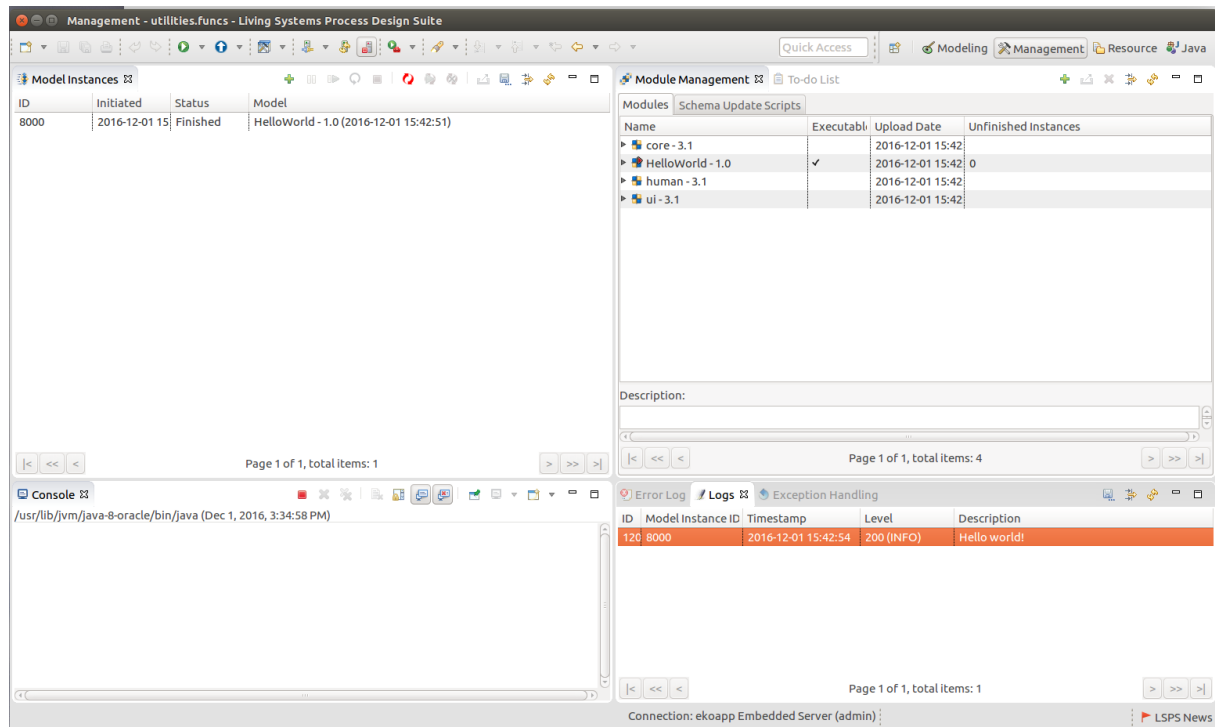 Management - utilities.funcs - Living Systems Process Design Suite
Quick Access
Modeling
Management
Resource
Java
Model Instances
ID Initiated Status Model
8000 2016-12-01 15 Finished HelloWorld - 1.0 (2016-12-01 15:42:51)
|< << < Page 1 of 1, total items: 1 > >> >|
Module Management To-do List
Modules Schema Update Scripts
Name Executabl Upload Date Unfinished Instances
core - 3.1 2016-12-01 15:42
HelloWorld - 1.0 ✔ 2016-12-01 15:42 0
human - 3.1 2016-12-01 15:42
ui - 3.1 2016-12-01 15:42
Description:
|< << < Page 1 of 1, total items: 4 > >> >|
Console
/usr/lib/jvm/java-8-oracle/bin/java (Dec 1, 2016, 3:34:58 PM)
Error Log Logs Exception Handling
ID Model Instance ID Timestamp Level Description
120 8000 2016-12-01 15:42:54 200 (INFO) Hello world!
|< << < Page 1 of 1, total items: 1 > >> >|
Connection: ekoapp Embedded Server (admin)
LSPS News